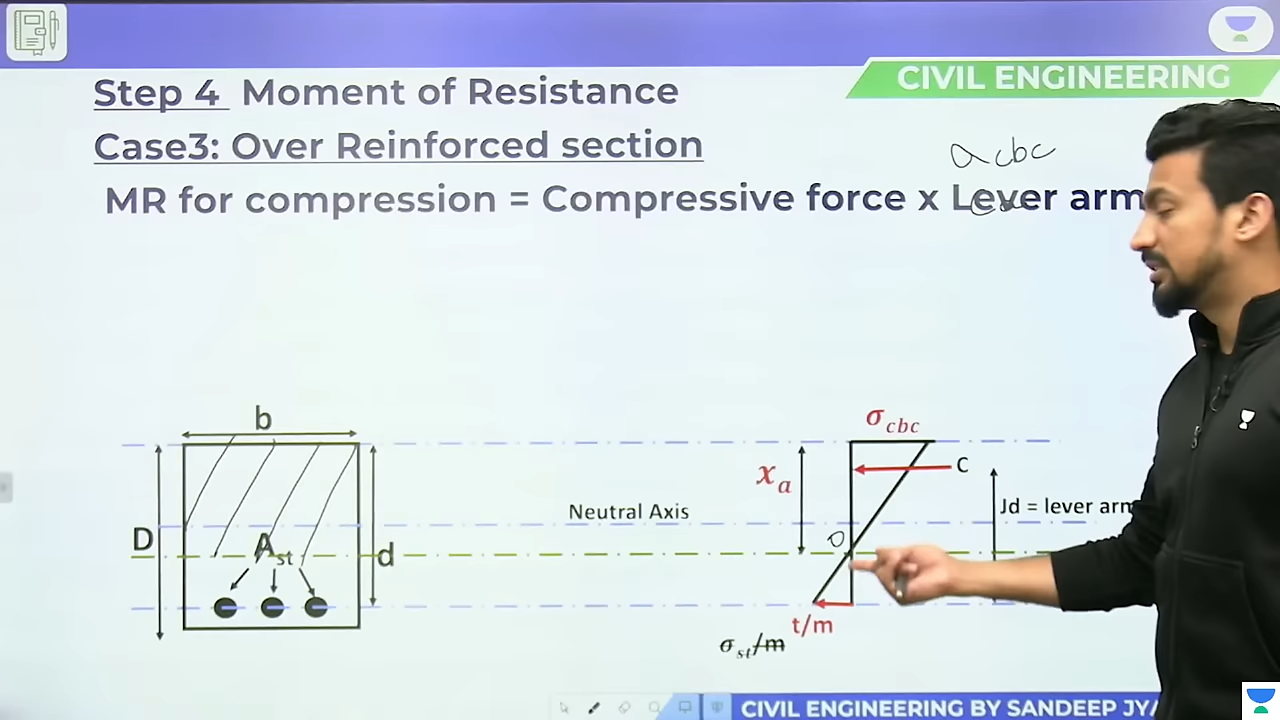 CIVIL ENGINEERING
Step 4 Moment of Resistance
Case3: Over Reinforced section
σcbc
MR for compression = Compressive force x Lever arm
b
D
Ast
d
Neutral Axis
σcbc
xa
C
Jd = lever arm
O
t/m
σst/m
CIVIL ENGINEERING BY SANDEEP JYA